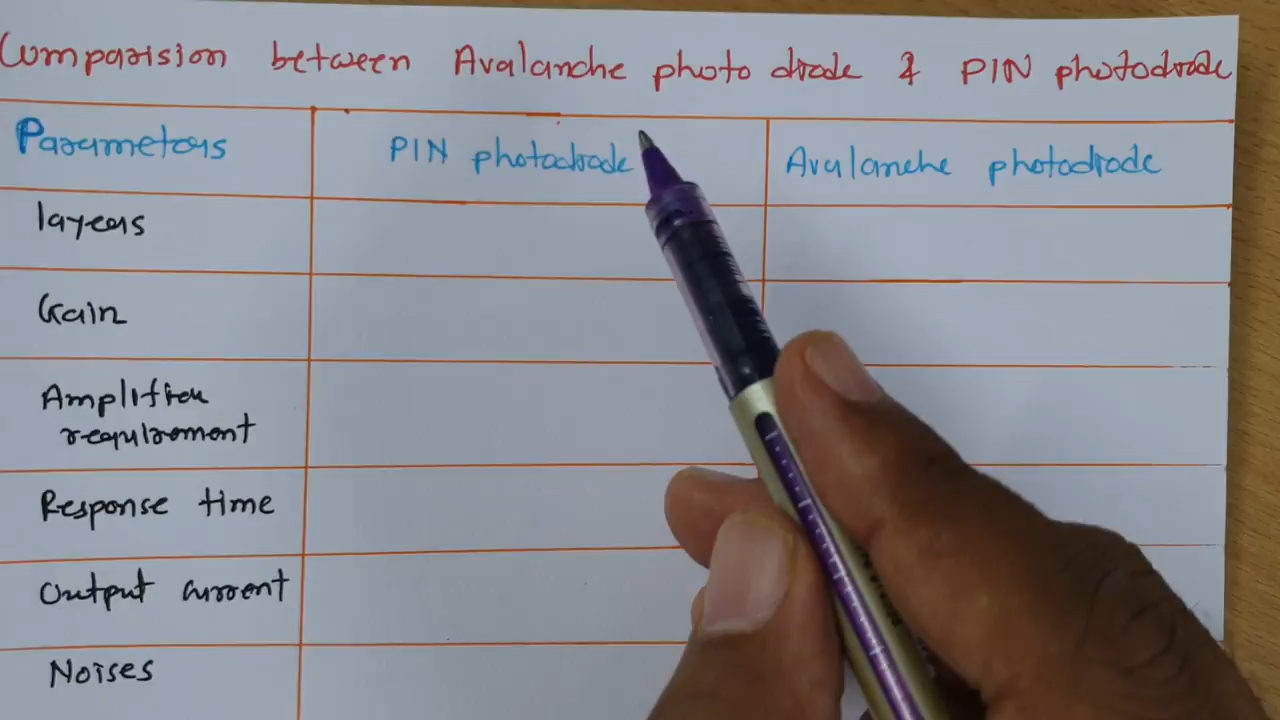 Comparision between Avalanche photo diode & PIN photodiode
Parameters PIN photodiode Avalanche photodiode
layers
Gain
Amplifier
requirement
Response time
Output current
Noises